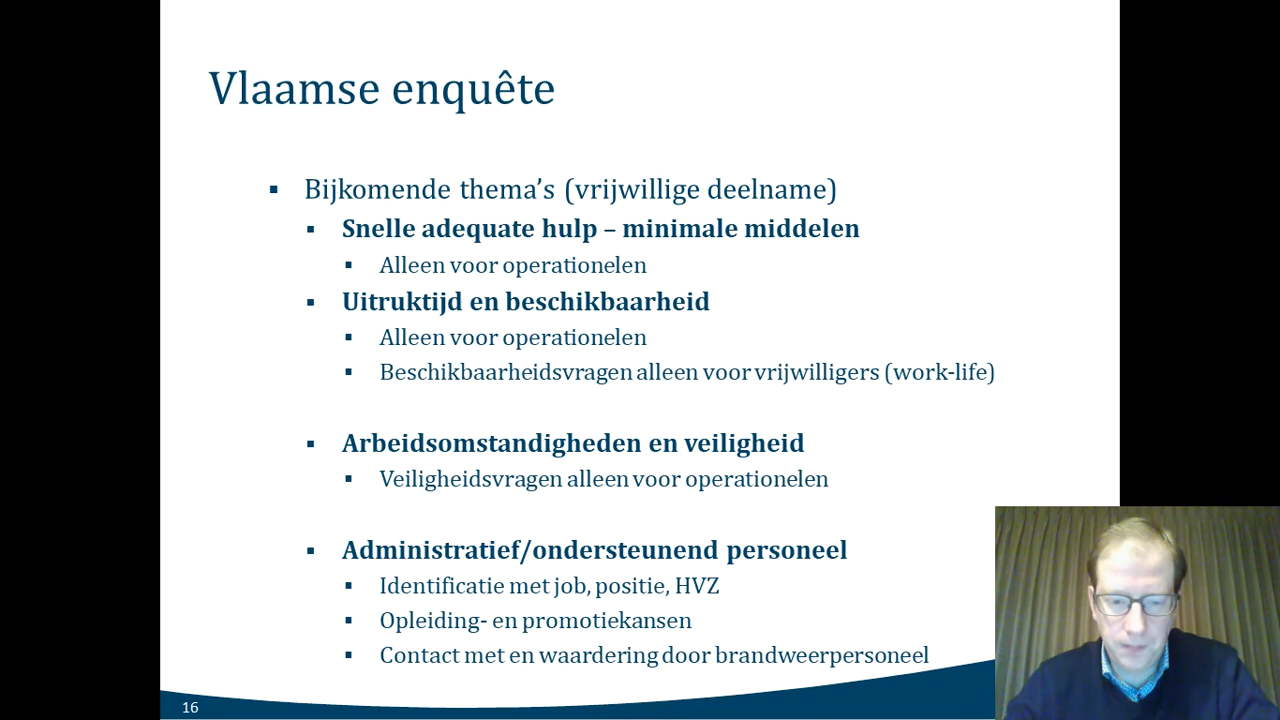 Vlaamse enquête
▪ Bijkomende thema’s (vrijwillige deelname)
▪ Snelle adequate hulp – minimale middelen
▪ Alleen voor operationelen
▪ Uitruktijd en beschikbaarheid
▪ Alleen voor operationelen
▪ Beschikbaarheidsvragen alleen voor vrijwilligers (work-life)
▪ Arbeidsomstandigheden en veiligheid
▪ Veiligheidsvragen alleen voor operationelen
▪ Administratief/ondersteunend personeel
▪ Identificatie met job, positie, HVZ
▪ Opleiding- en promotiekansen
▪ Contact met en waardering door brandweerpersoneel
16